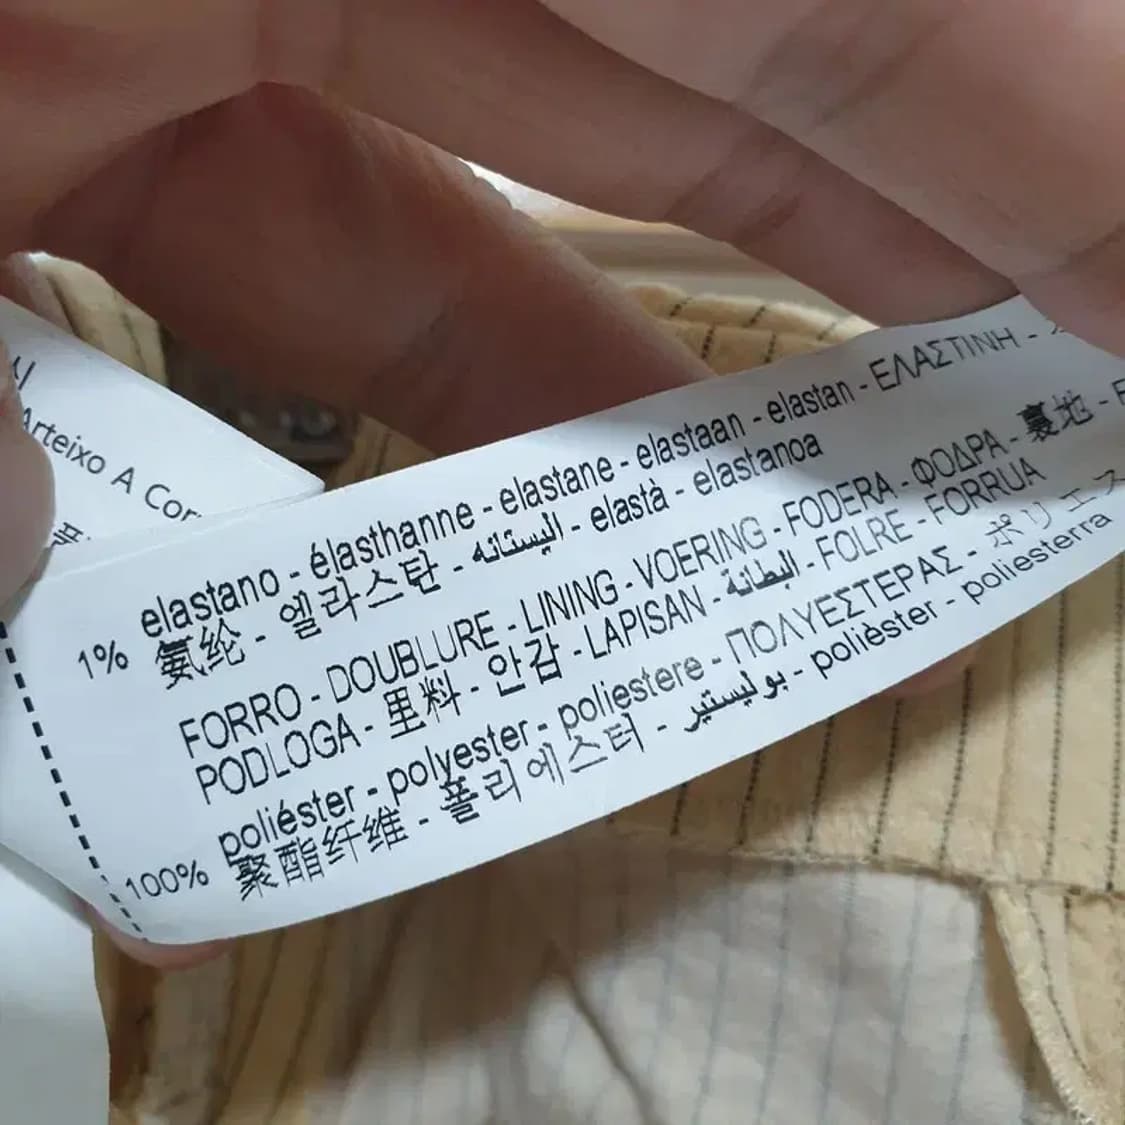 Arteixo A Cor
1% elastano - élasthanne - elastane - elastaan - elastan - ΕΛΑΣΤΙΝΗ -
氨纶 - 엘라스탄 - اليستانه - elastà - elastanoa
FORRO - DOUBLURE - LINING - VOERING - FODERA - ΦΟΔΡΑ - 裏地 - F
PODLOGA - 里料 - 안감 - LAPISAN - البطانة - FOLRE - FORRUA
100% poliéster - polyester - poliestere - ΠΟΛΥΕΣΤΕΡΑΣ - ポリエス
聚酯纤维 - 폴리에스터 - بوليستير - polièster - poliesterra